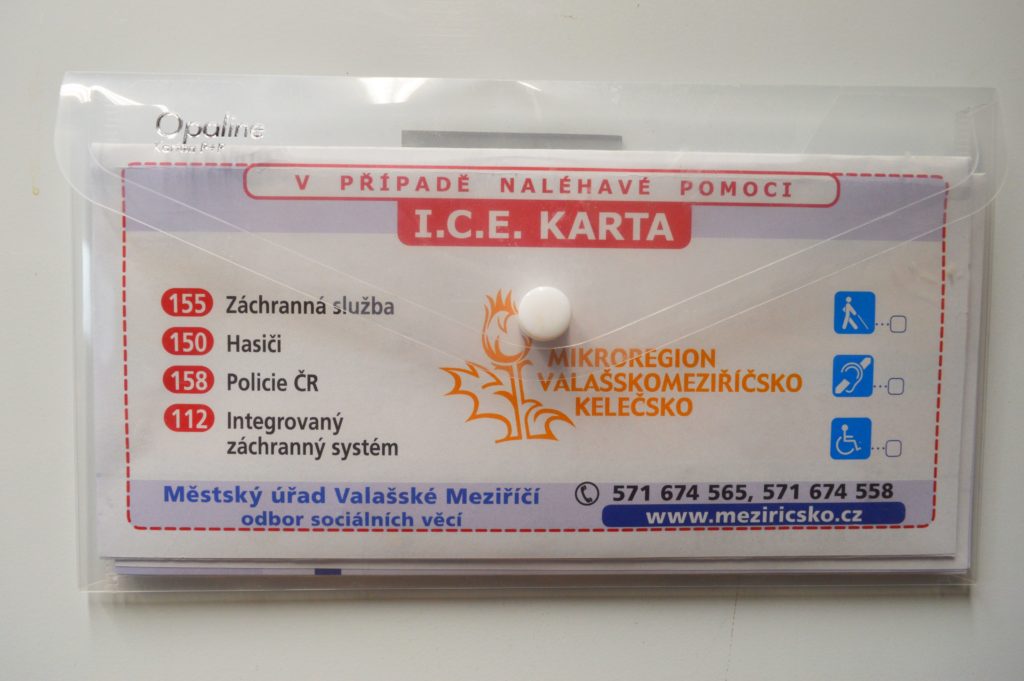 Opaline
V PŘÍPADĚ NALÉHAVÉ POMOCI
I.C.E. KARTA
155 Záchranná služba
150 Hasiči
158 Policie ČR
112 Integrovaný
záchranný systém
MIKROREGION
VALAŠSKOMEZIŘÍČSKO
KELEČSKO
Městský úřad Valašské Meziříčí
odbor sociálních věcí
571 674 565, 571 674 558
www.meziricsko.cz